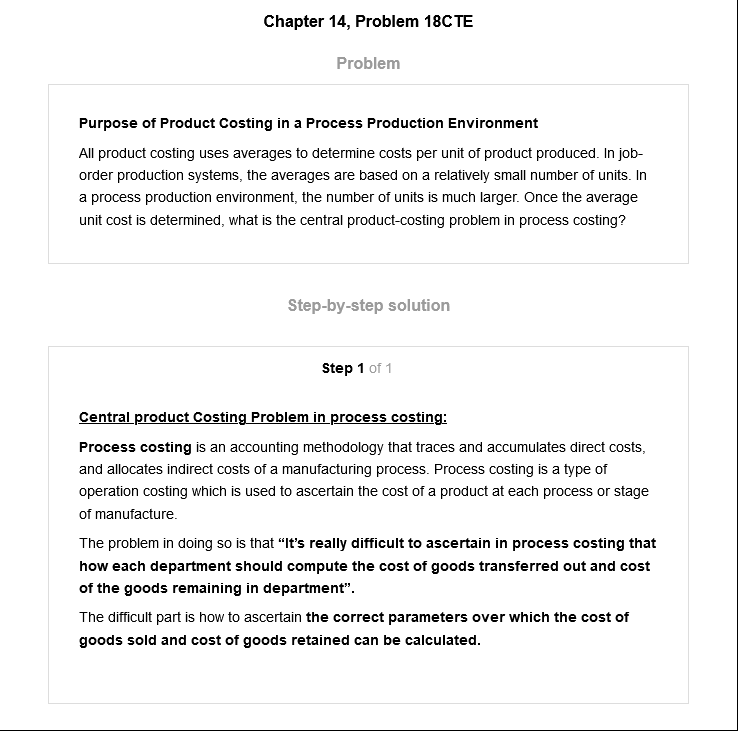 Chapter 14, Problem 18CTE
Problem
Purpose of Product Costing in a Process Production Environment
All product costing uses averages to determine costs per unit of product produced. In job-
order production systems, the averages are based on a relatively small number of units. In
a process production environment, the number of units is much larger. Once the average
unit cost is determined, what is the central product-costing problem in process costing?
Step-by-step solution
Step 1 of 1
Central product Costing Problem in process costing:
Process costing is an accounting methodology that traces and accumulates direct costs,
and allocates indirect costs of a manufacturing process. Process costing is a type of
operation costing which is used to ascertain the cost of a product at each process or stage
of manufacture.
The problem in doing so is that “It’s really difficult to ascertain in process costing that
how each department should compute the cost of goods transferred out and cost
of the goods remaining in department”.
The difficult part is how to ascertain the correct parameters over which the cost of
goods sold and cost of goods retained can be calculated.